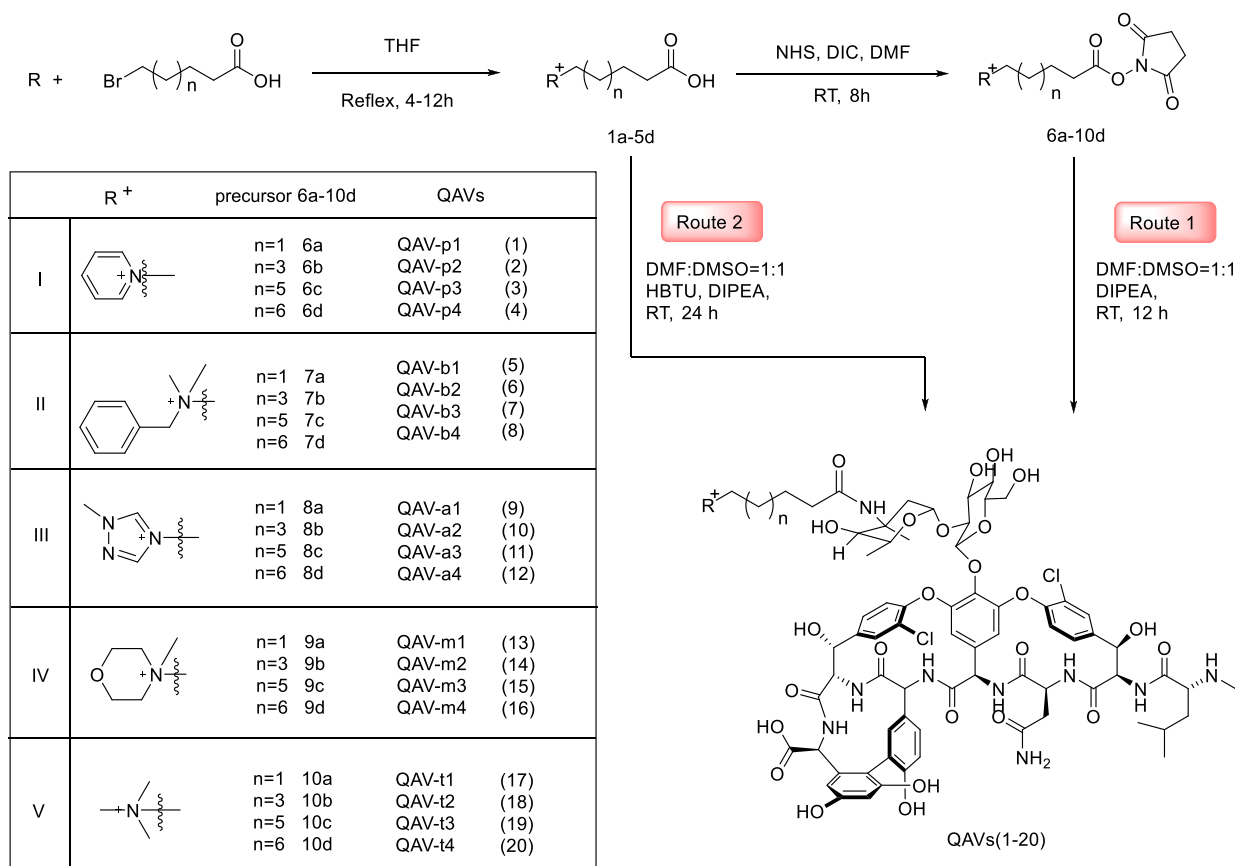 R +
Br
( )n
O
OH
THF
Reflex, 4-12h
R+
( )n
O
OH
1a-5d
NHS, DIC, DMF
RT, 8h
R+
( )n
O
O
N
O
O
6a-10d
Route 2
DMF:DMSO=1:1
HBTU, DIPEA,
RT, 24 h
Route 1
DMF:DMSO=1:1
DIPEA,
RT, 12 h
R + precursor 6a-10d QAVs
I
N
+
n=1 6a QAV-p1 (1)
n=3 6b QAV-p2 (2)
n=5 6c QAV-p3 (3)
n=6 6d QAV-p4 (4)
II
N
+
n=1 7a QAV-b1 (5)
n=3 7b QAV-b2 (6)
n=5 7c QAV-b3 (7)
n=6 7d QAV-b4 (8)
III
N
N
N
+
n=1 8a QAV-a1 (9)
n=3 8b QAV-a2 (10)
n=5 8c QAV-a3 (11)
n=6 8d QAV-a4 (12)
IV
O
N
+
n=1 9a QAV-m1 (13)
n=3 9b QAV-m2 (14)
n=5 9c QAV-m3 (15)
n=6 9d QAV-m4 (16)
V
N
+
n=1 10a QAV-t1 (17)
n=3 10b QAV-t2 (18)
n=5 10c QAV-t3 (19)
n=6 10d QAV-t4 (20)
R+
( )n
O
NH
HO
H
O
O
OH
OH
OH
O
O
O
Cl
O
O
Cl
HO
OH
O
O
H
N
O
H
N
O
H
N
O
N
H
O
N
H
O
N
H
H
N
NH
HO
O
O
NH2
OH
OH
HO
QAVs(1-20)